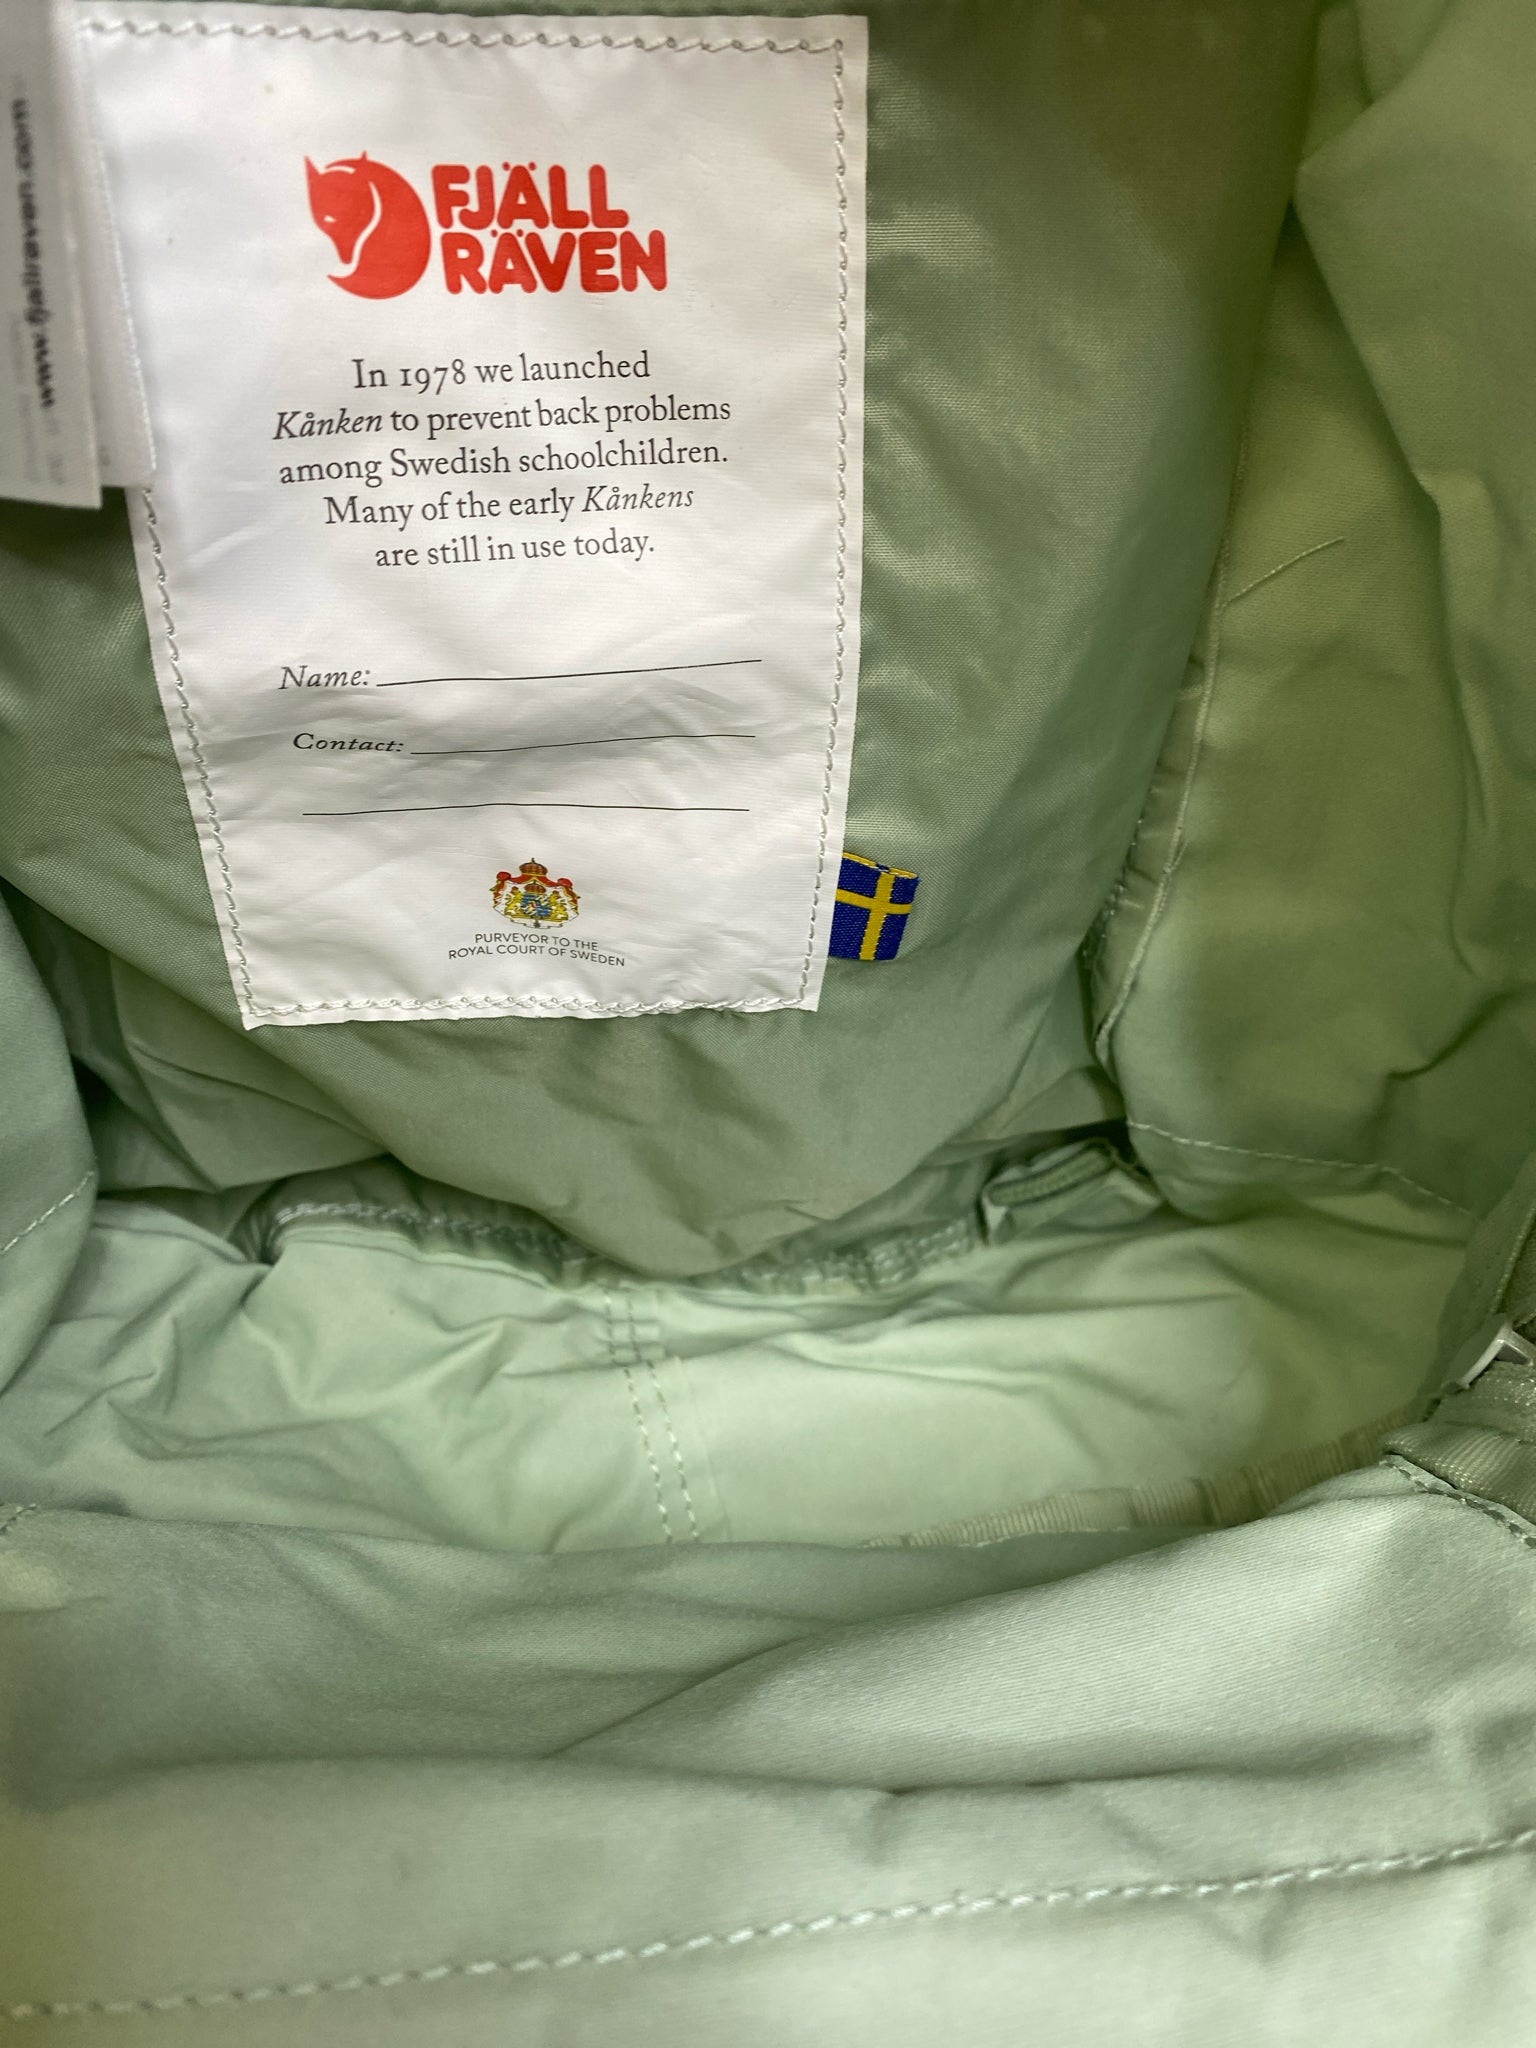 www.fjallraven.com
FJÄLL
RÄVEN
In 1978 we launched
Kånken to prevent back problems
among Swedish schoolchildren.
Many of the early Kånkens
are still in use today.
Name:
Contact:
PURVEYOR TO THE
ROYAL COURT OF SWEDEN